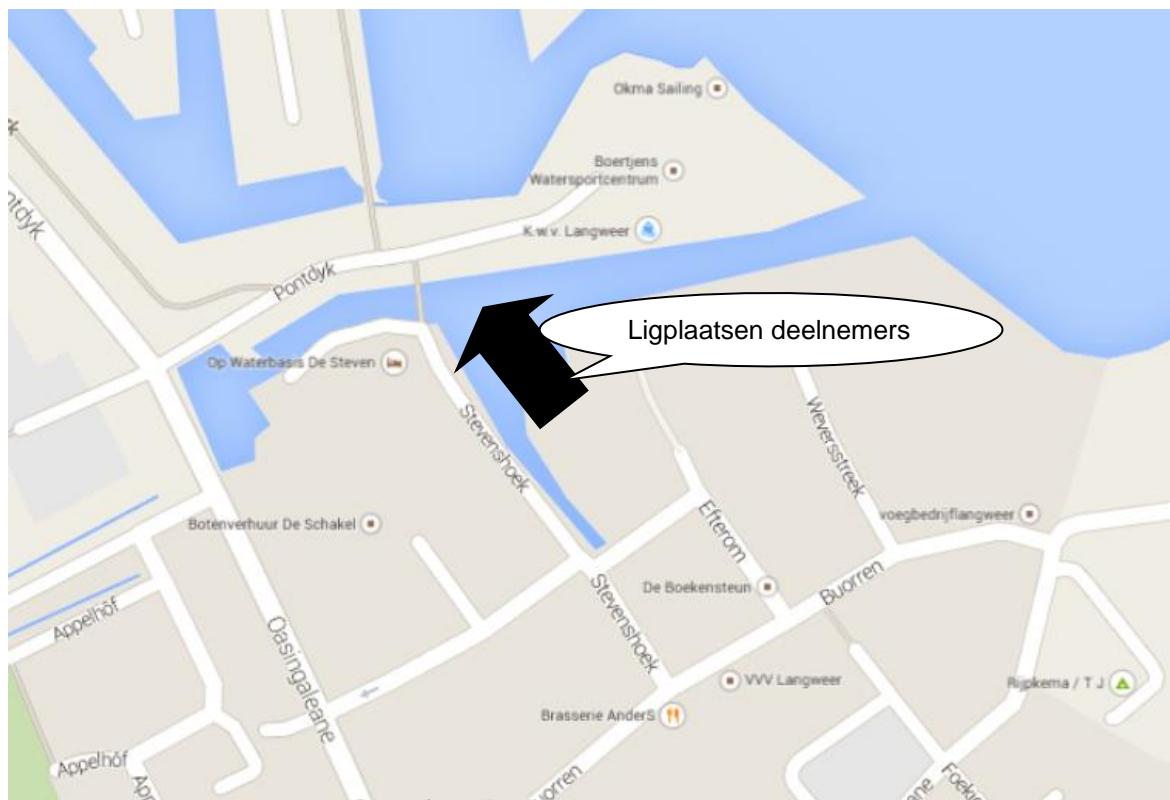 Okma Sailing
Boertjens
Watersportcentrum
K.w.v. Langweer
Pontdyk
Ligplaatsen deelnemers
Op Waterbasis De Steven
Stevenshoek
Weversstreek
Botenverhuur De Schakel
voegbedrijflangweer
Efterom
De Boekensteun
Buorren
Appelhôf
Stevenshoek
Oasingaleane
VVV Langweer
Rijpkema / T J
Brasserie AnderS
Appelhôf